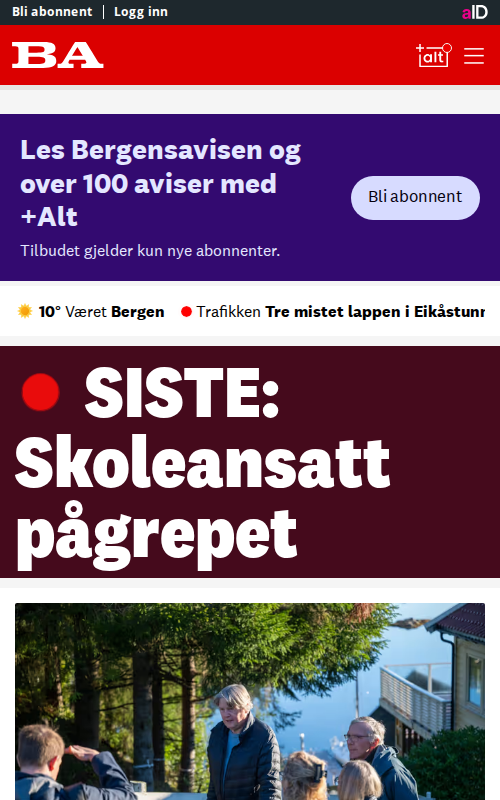 Bli abonnent | Logg inn
aID
BA
+alt
Les Bergensavisen og
over 100 aviser med
+Alt
Bli abonnent
Tilbudet gjelder kun nye abonnenter.
10° Været Bergen
Trafikken Tre mistet lappen i Eikåstunn
SISTE:
Skoleansatt
pågrepet